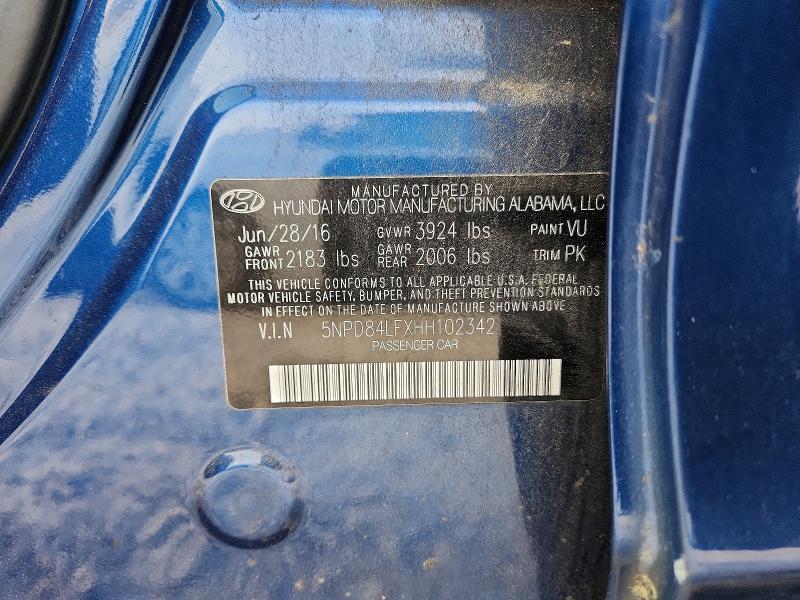 MANUFACTURED BY
HYUNDAI MOTOR MANUFACTURING ALABAMA, LLC
Jun/28/16 GVWR 3924 lbs PAINT VU
GAWR FRONT 2183 lbs GAWR REAR 2006 lbs TRIM PK
THIS VEHICLE CONFORMS TO ALL APPLICABLE U.S.A. FEDERAL
MOTOR VEHICLE SAFETY, BUMPER, AND THEFT PREVENTION STANDARDS
IN EFFECT ON THE DATE OF MANUFACTURE SHOWN ABOVE
V.I.N 5NPD84LFXHH102342
PASSENGER CAR